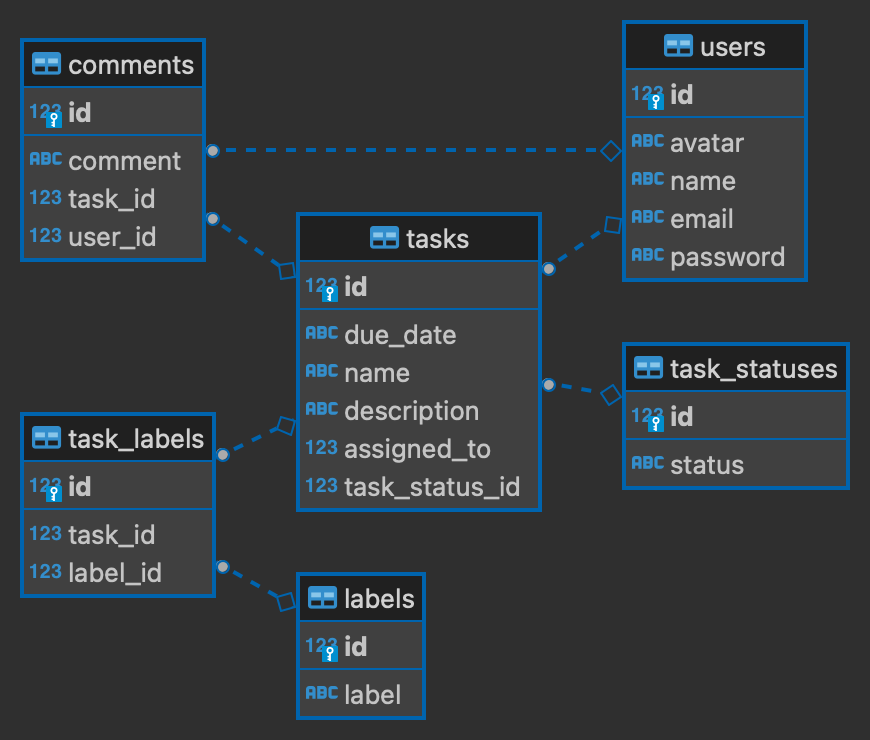 comments
123 id
ABC comment
123 task_id
123 user_id
users
123 id
ABC avatar
ABC name
ABC email
ABC password
tasks
123 id
ABC due_date
ABC name
ABC description
123 assigned_to
123 task_status_id
task_statuses
123 id
ABC status
task_labels
123 id
123 task_id
123 label_id
labels
123 id
ABC label